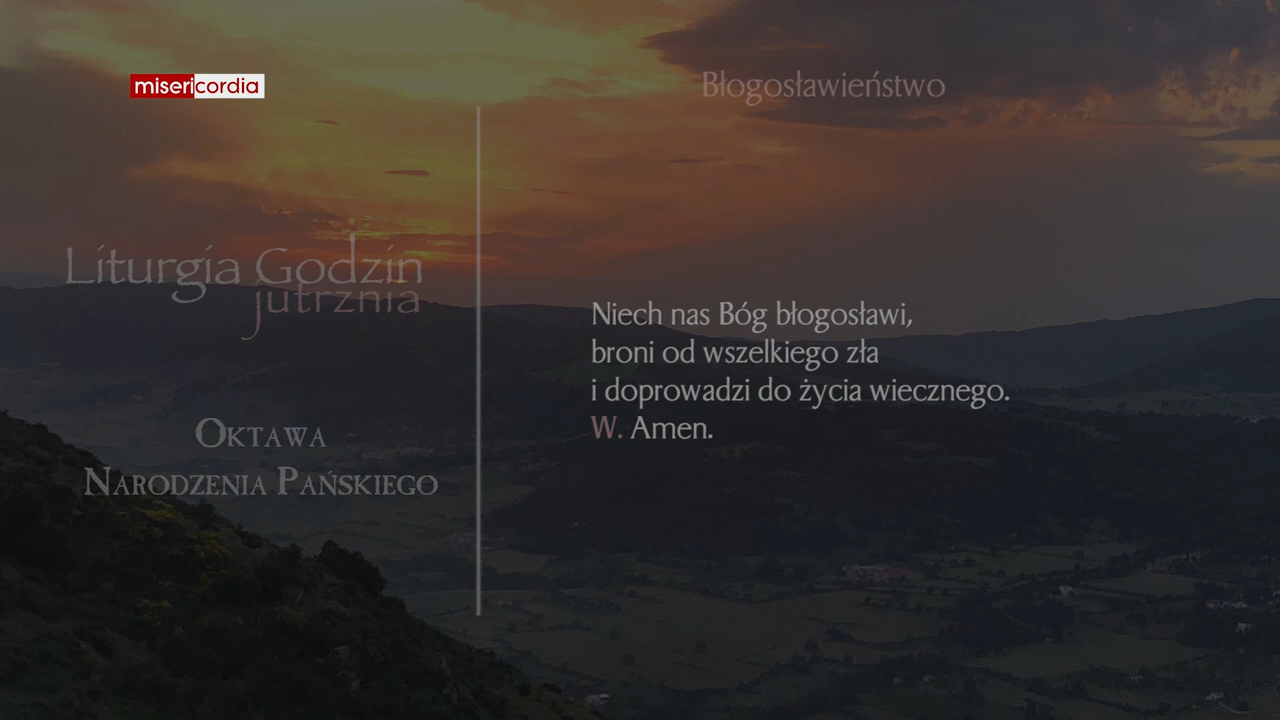 misericordia
Błogosławieństwo
Liturgia Godzin
jutrznia
Oktawa
Narodzenia Pańskiego
Niech nas Bóg błogosławi,
broni od wszelkiego zła
i doprowadzi do życia wiecznego.
W. Amen.